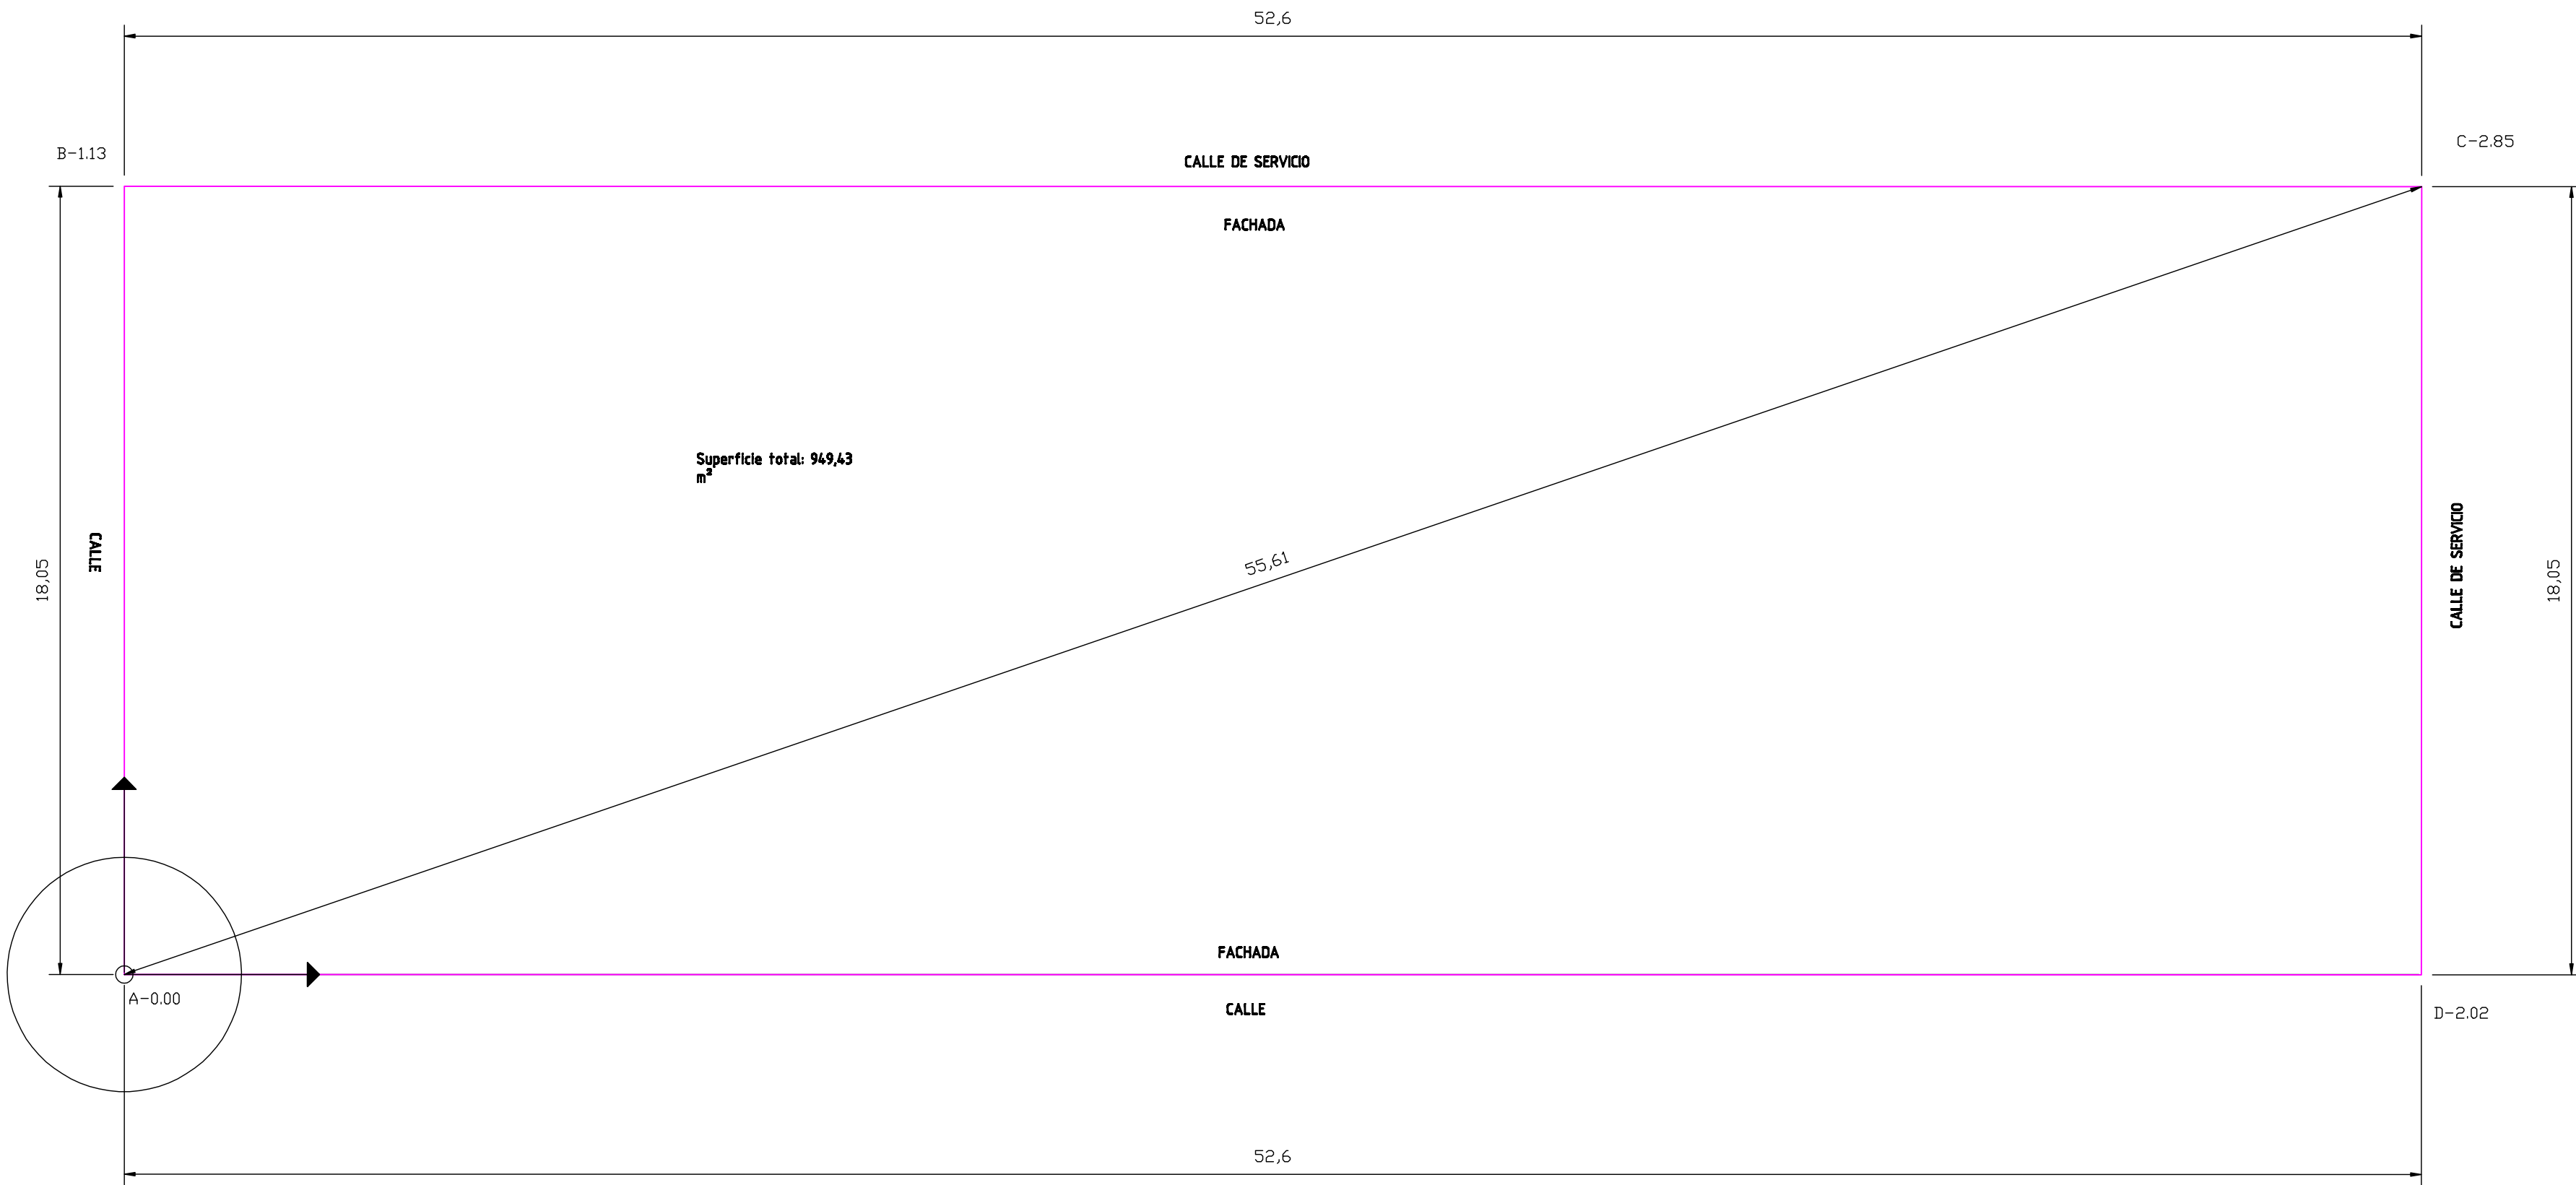 52,6
B-1.13
C-2.85
CALLE DE SERVICIO
FACHADA
Superficie total: 949,43
m²
CALLE
18,05
55,61
CALLE DE SERVICIO
18,05
FACHADA
A-0.00
CALLE
D-2.02
52,6